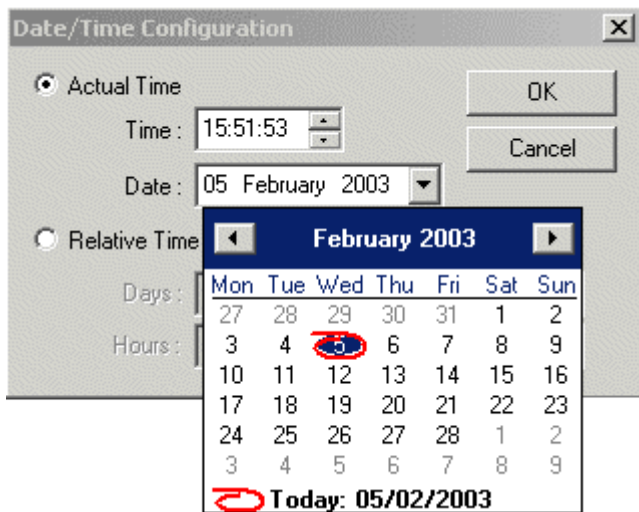 Date/Time Configuration
Actual Time
OK
Time : 15:51:53
Cancel
Date : 05 February 2003
Relative Time
February 2003
Days :
Mon Tue Wed Thu Fri Sat Sun
27 28 29 30 31 1 2
Hours :
3 4 5 6 7 8 9
10 11 12 13 14 15 16
17 18 19 20 21 22 23
24 25 26 27 28 1 2
3 4 5 6 7 8 9
Today: 05/02/2003